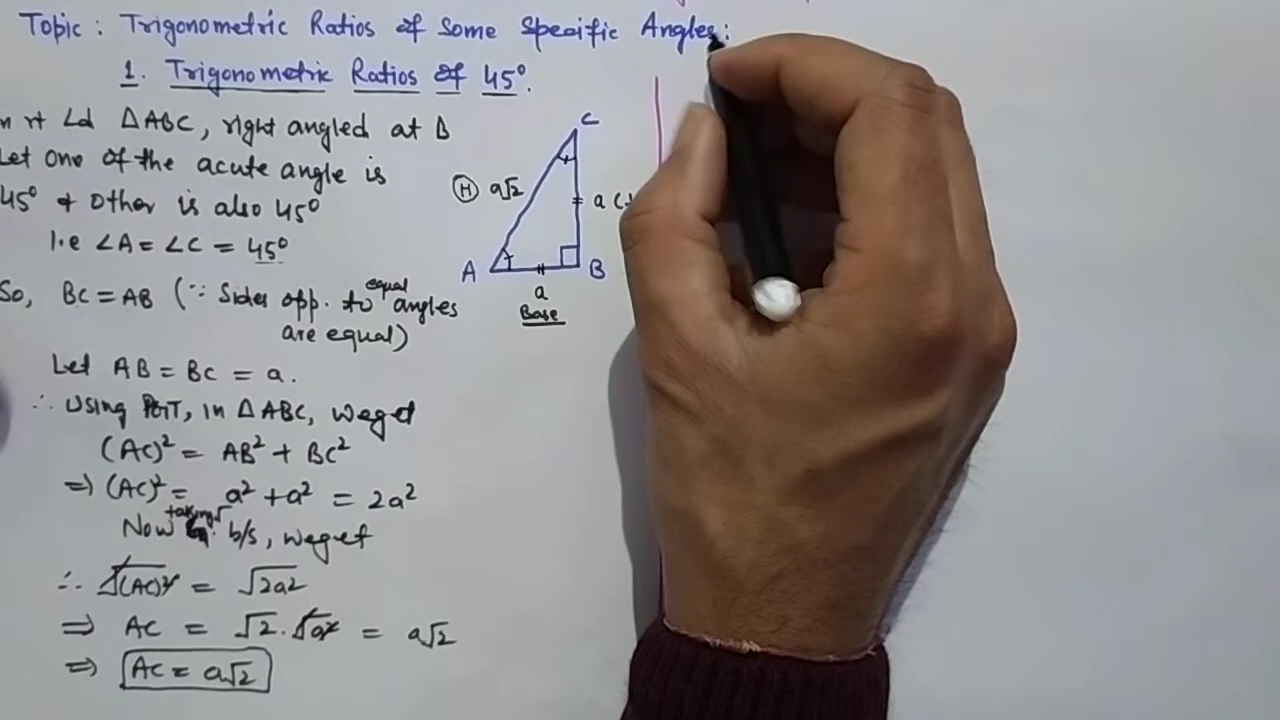 Topic : Trigonometric Ratios of Some Specific Angles :
1. Trigonometric Ratios of 45°.
n rt ∠d △ABC, right angled at B
Let one of the acute angle is
45° & Other is also 45°
I.e ∠A = ∠C = 45°
So, BC = AB (∵ Sides opp. to equal angles
are equal)
Let AB = BC = a.
∴ Using PGT, in △ABC, we get
(AC)² = AB² + BC²
⇒ (AC)² = a² + a² = 2a²
Now taking √ b/s, we get
∴ √(AC)² = √2a²
⇒ AC = √2 . √a² = a√2
⇒ AC = a√2
C
H a√2
a (
A
B
a
Base